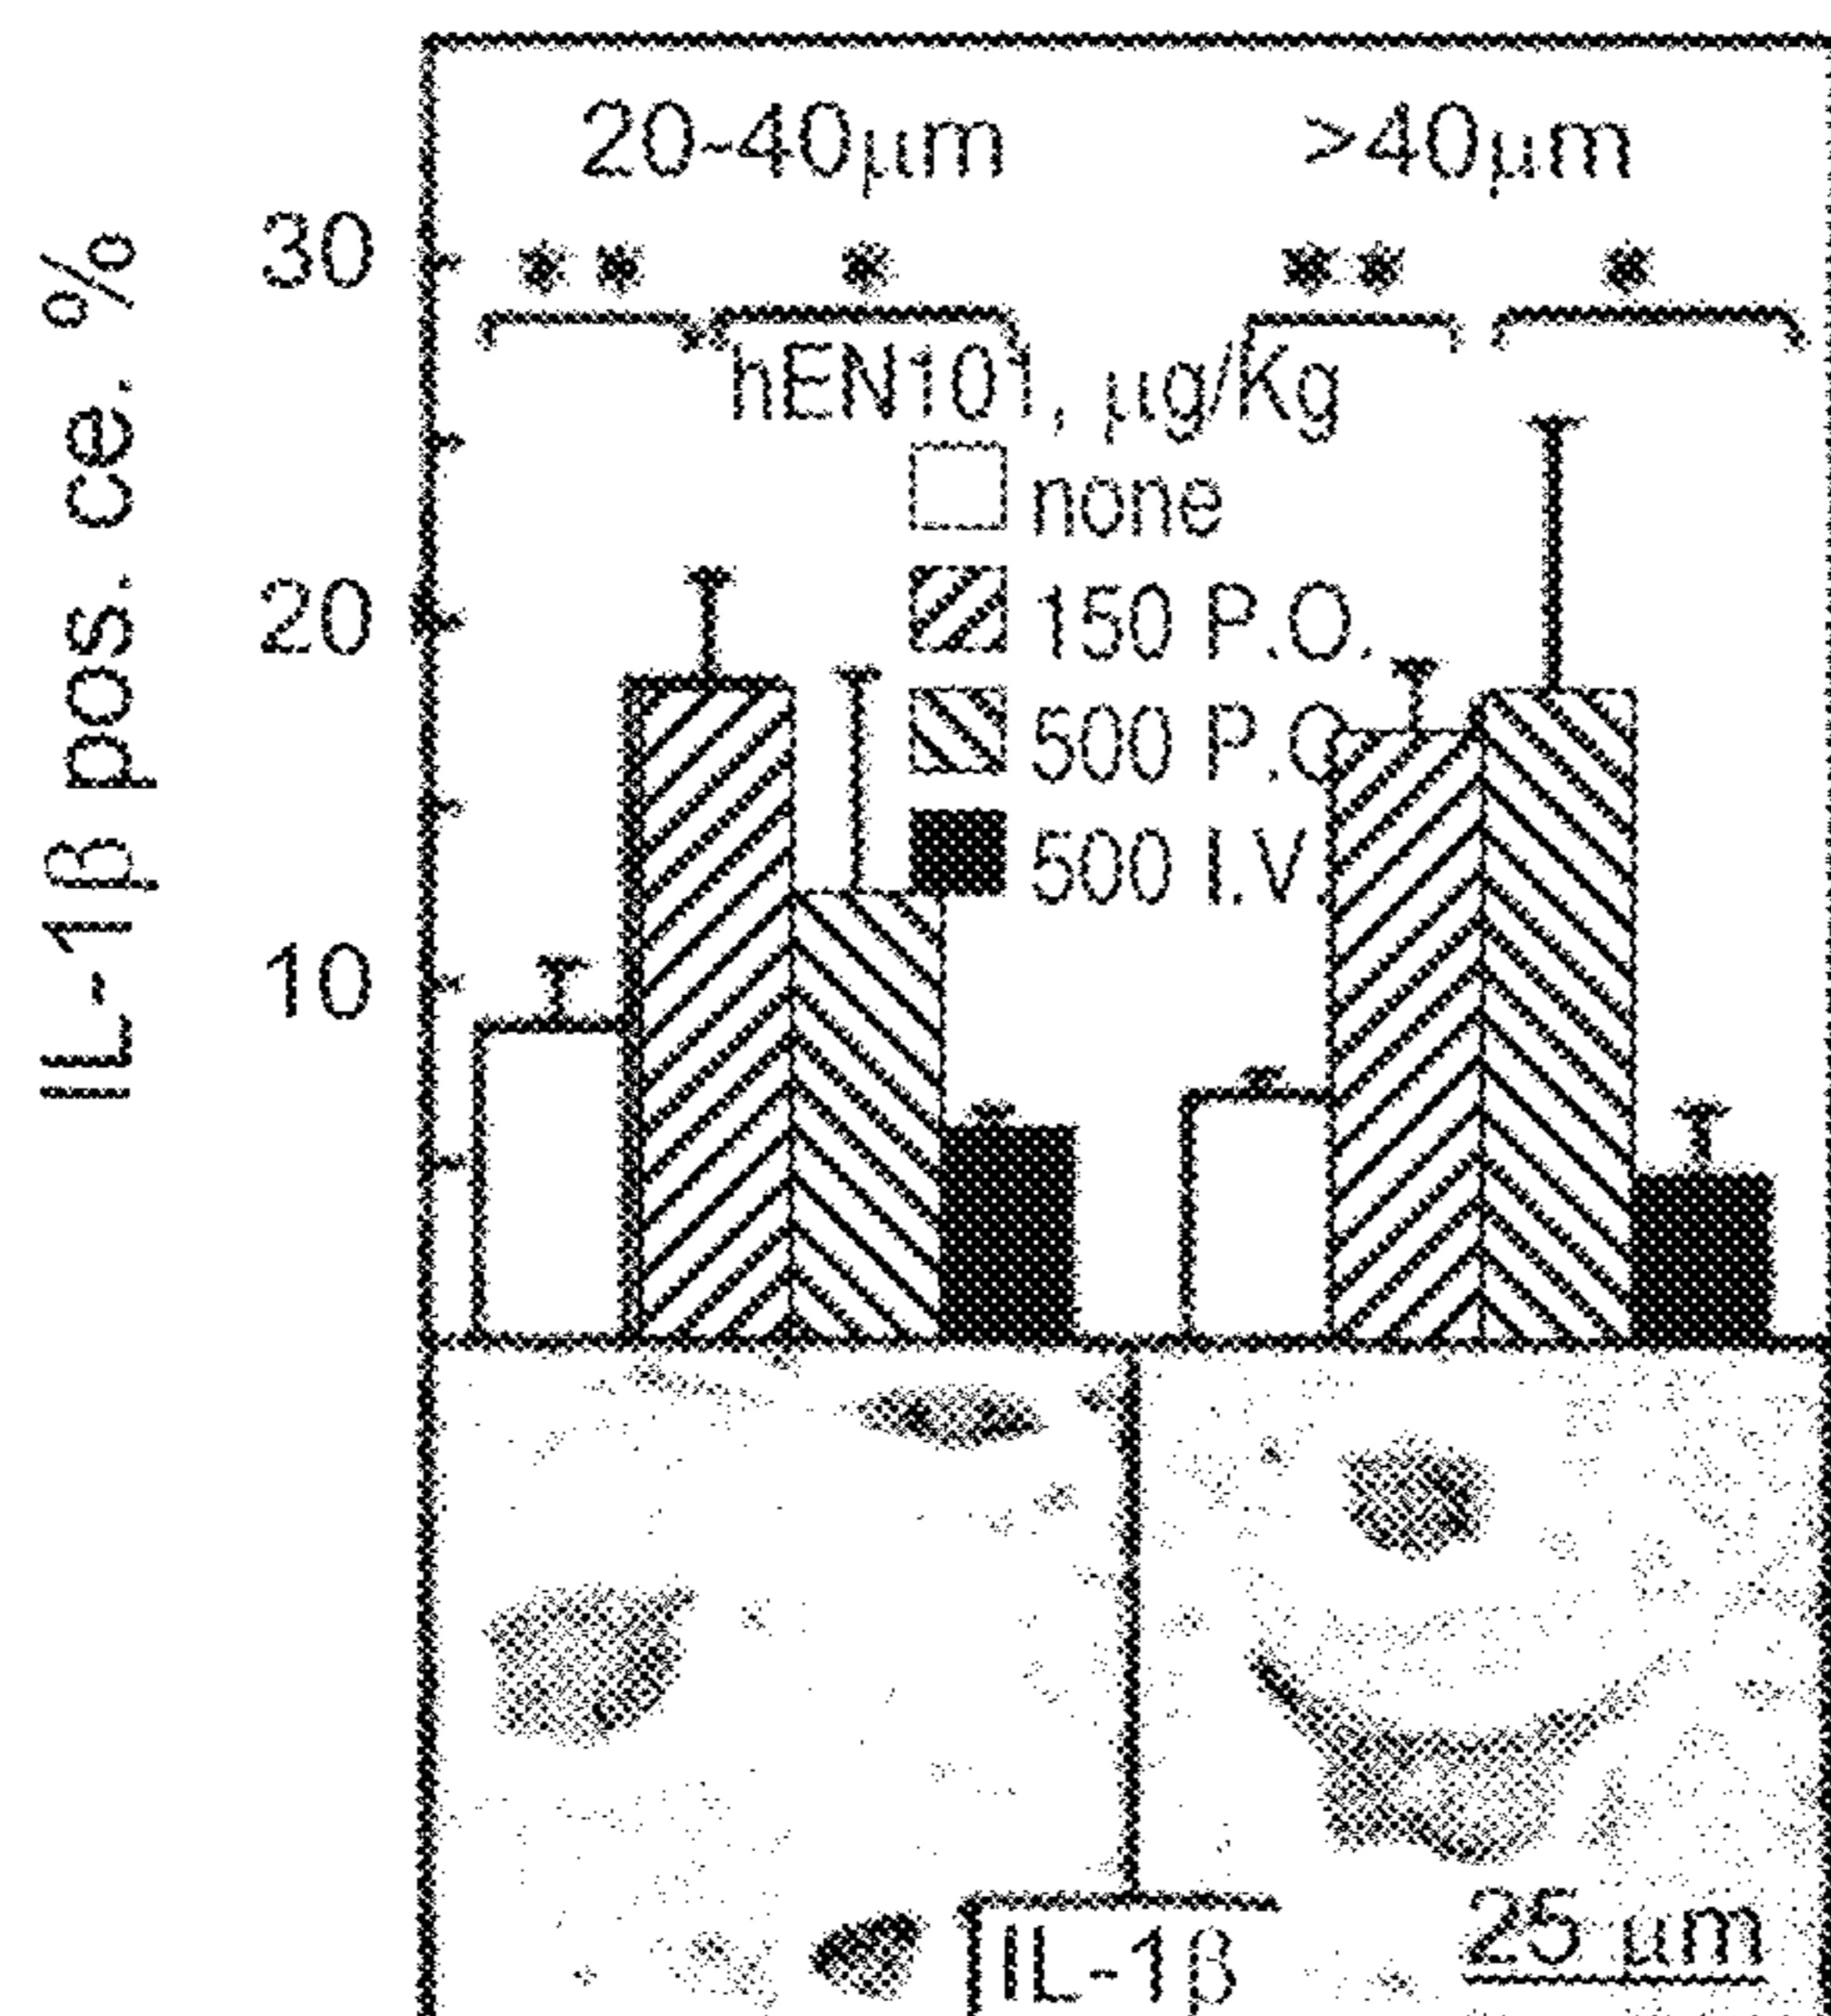 20-40µm >40µm
30
** * ** *
hEN101, µg/Kg
none
20
150 P.O.
500 P.O
500 I.V.
10
IL-1β pos. ce. %
IL-1β
25 µm